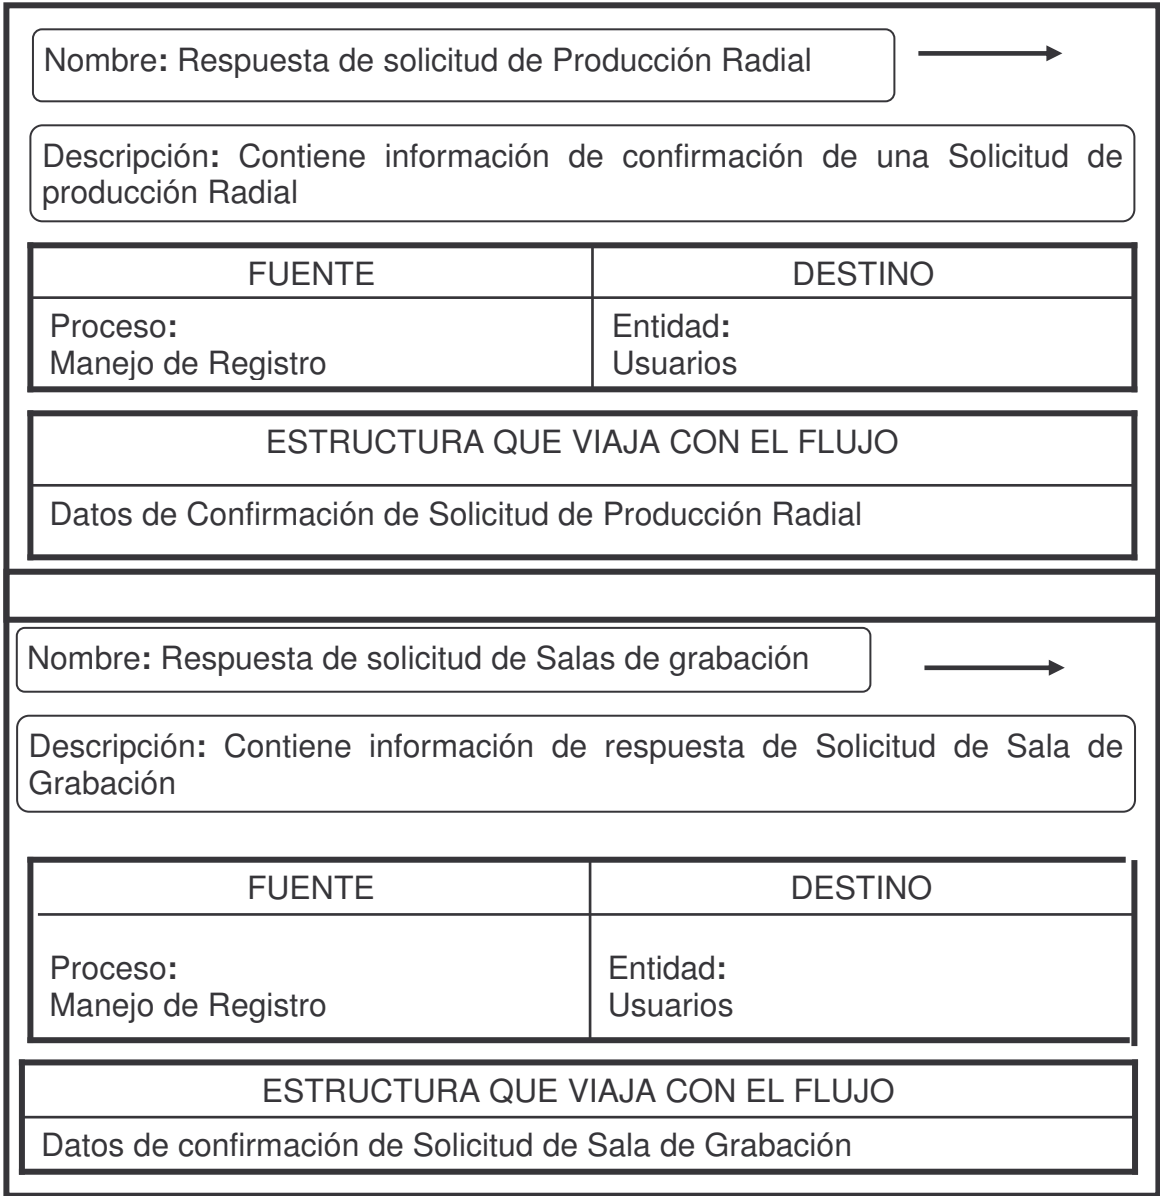 Nombre: Respuesta de solicitud de Producción Radial
Descripción: Contiene información de confirmación de una Solicitud de
producción Radial
FUENTE DESTINO
Proceso: Entidad:
Manejo de Registro Usuarios
ESTRUCTURA QUE VIAJA CON EL FLUJO
Datos de Confirmación de Solicitud de Producción Radial
Nombre: Respuesta de solicitud de Salas de grabación
Descripción: Contiene información de respuesta de Solicitud de Sala de
Grabación
FUENTE DESTINO
Proceso: Entidad:
Manejo de Registro Usuarios
ESTRUCTURA QUE VIAJA CON EL FLUJO
Datos de confirmación de Solicitud de Sala de Grabación